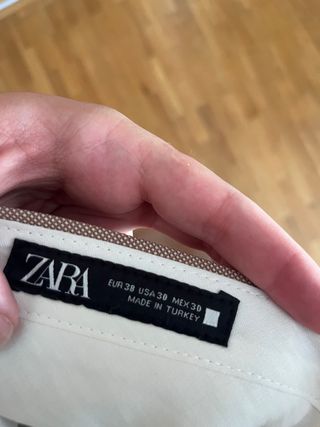 ZARA
EUR 38 USA 30 MEX 30
MADE IN TURKEY